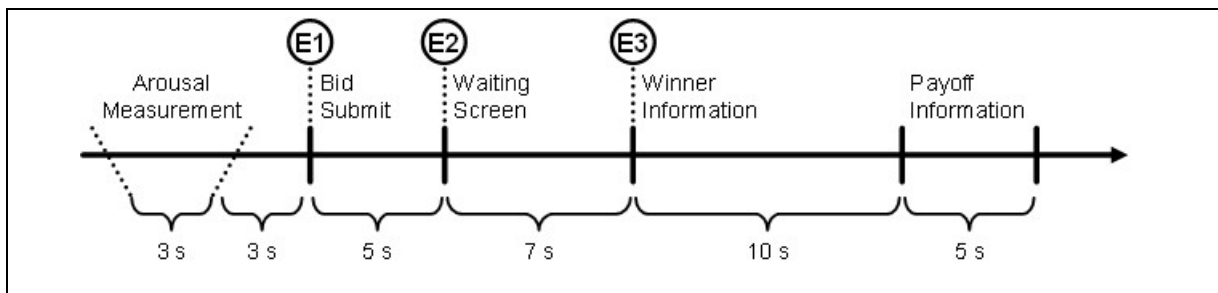 E1 E2 E3
Arousal Bid Waiting Winner Payoff
Measurement Submit Screen Information Information
3 s 3 s 5 s 7 s 10 s 5 s